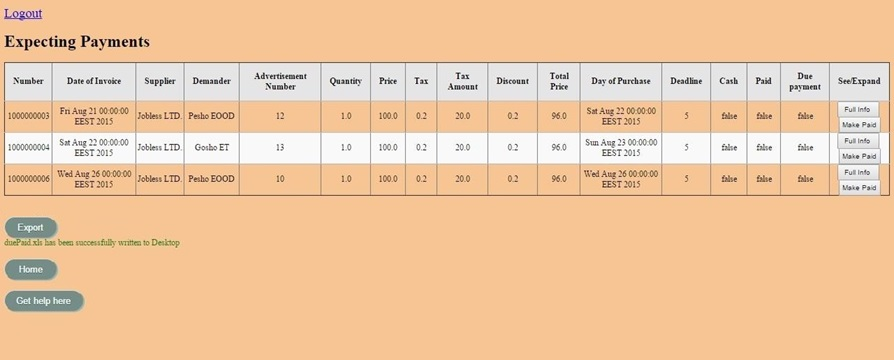 Logout
Expecting Payments
Number Date of Invoice Supplier Demander Advertisement Number Quantity Price Tax Tax Amount Discount Total Price Day of Purchase Deadline Cash Paid Due payment See/Expand
1000000003 Fri Aug 21 00:00:00 EEST 2015 Jobless LTD. Pesho EOOD 12 1.0 100.0 0.2 20.0 0.2 96.0 Sat Aug 22 00:00:00 EEST 2015 5 false false false Full Info Make Paid
1000000004 Sat Aug 22 00:00:00 EEST 2015 Jobless LTD. Gosho ET 13 1.0 100.0 0.2 20.0 0.2 96.0 Sun Aug 23 00:00:00 EEST 2015 5 false false false Full Info Make Paid
1000000006 Wed Aug 26 00:00:00 EEST 2015 Jobless LTD. Pesho EOOD 10 1.0 100.0 0.2 20.0 0.2 96.0 Wed Aug 26 00:00:00 EEST 2015 5 false false false Full Info Make Paid
Export
duePaid.xls has been successfully written to Desktop
Home
Get help here